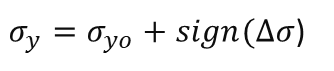 σ_y = σ_yo + sign(Δσ)